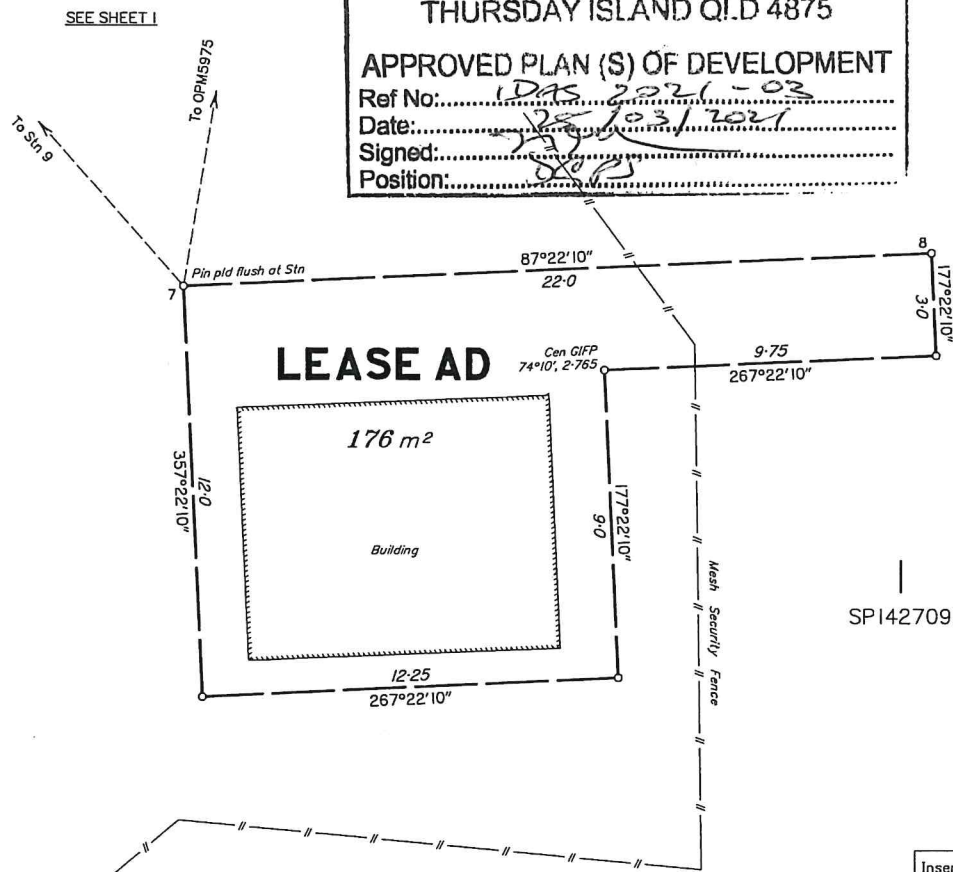 SEE SHEET 1
THURSDAY ISLAND QLD 4875
APPROVED PLAN (S) OF DEVELOPMENT
Ref No: IDAS 2021 - 03
Date: /03/2021
Signed:
Position:
To OPM5975
To Stn 9
8
87°22'10"
22·0
Pin pld flush at Stn
7
177°22'10"
3·0
LEASE AD
Cen GIFP
74°10', 2·765
9·75
267°22'10"
176 m²
357°22'10"
12·0
177°22'10"
9·0
Building
Mesh Security Fence
SP142709
12·25
267°22'10"